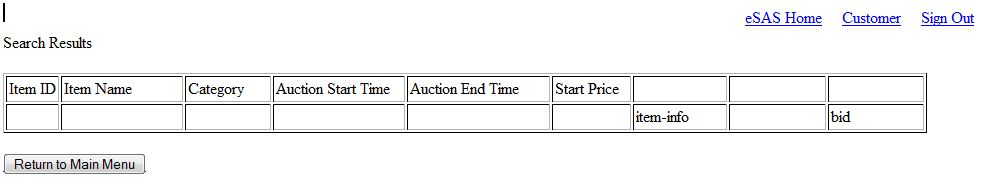 eSAS Home Customer Sign Out
Search Results
Item ID Item Name Category Auction Start Time Auction End Time Start Price
item-info bid
Return to Main Menu